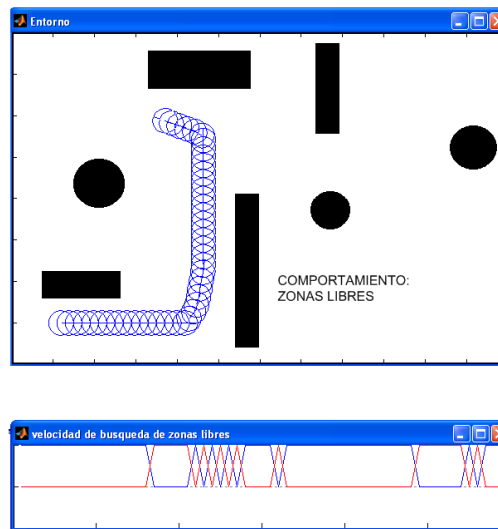 Entorno
COMPORTAMIENTO:
ZONAS LIBRES
velocidad de busqueda de zonas libres